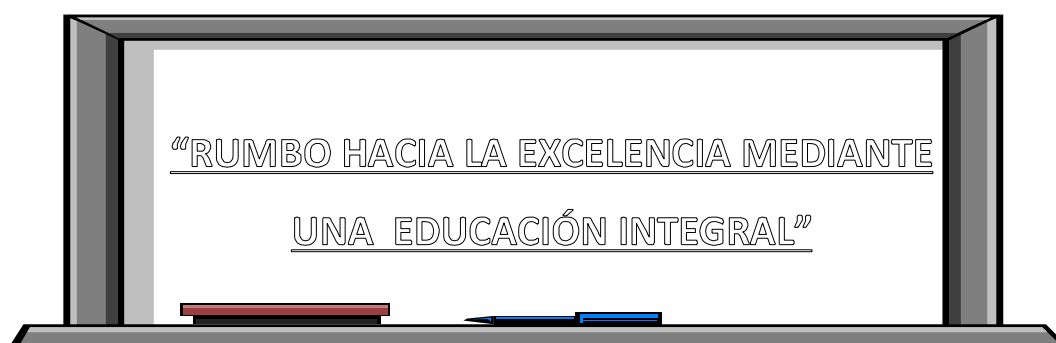 “RUMBO HACIA LA EXCELENCIA MEDIANTE
UNA EDUCACIÓN INTEGRAL”